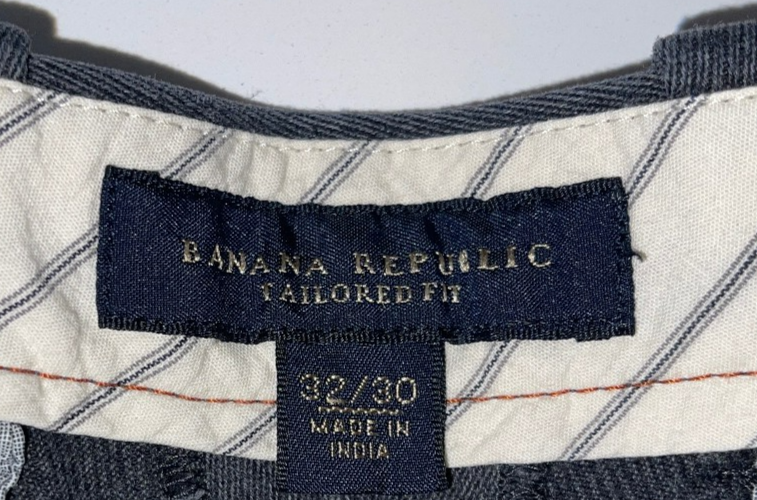 BANANA REPUBLIC
TAILORED FIT
32/30
MADE IN
INDIA